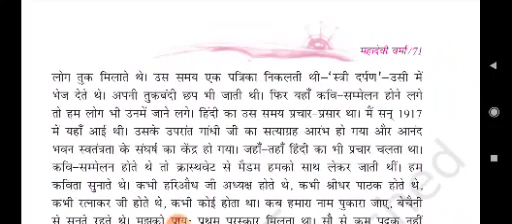 महादेवी वर्मा/71
लोग तुक मिलाते थे। उस समय एक पत्रिका निकलती थी–‘स्त्री दर्पण’–उसी में
भेज देते थे। अपनी तुकबंदी छप भी जाती थी। फिर यहाँ कवि-सम्मेलन होने लगे
तो हम लोग भी उनमें जाने लगे। हिंदी का उस समय प्रचार-प्रसार था। मैं सन् 1917
में यहाँ आई थी। उसके उपरांत गांधी जी का सत्याग्रह आरंभ हो गया और आनंद
भवन स्वतंत्रता के संघर्ष का केंद्र हो गया। जहाँ-तहाँ हिंदी का भी प्रचार चलता था।
कवि-सम्मेलन होते थे तो क्रास्थवेट से मैडम हमको साथ लेकर जाती थीं। हम
कविता सुनाते थे। कभी हरिऔध जी अध्यक्ष होते थे, कभी श्रीधर पाठक होते थे,
कभी रत्नाकर जी होते थे, कभी कोई होता था। कब हमारा नाम पुकारा जाए, बेचैनी
से सुनते रहते थे। मुझको प्रायः प्रथम पुरस्कार मिलता था। सौ से कम पदक नहीं